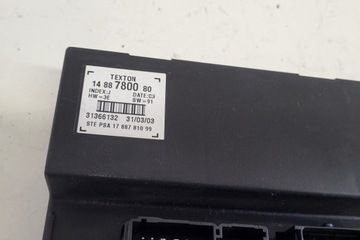 TEXTON
14 88 7800 80
INDEX:J DATE:C3
HW=3E SW=91
31366132 31/03/03
STE PSA 17 887 810 99